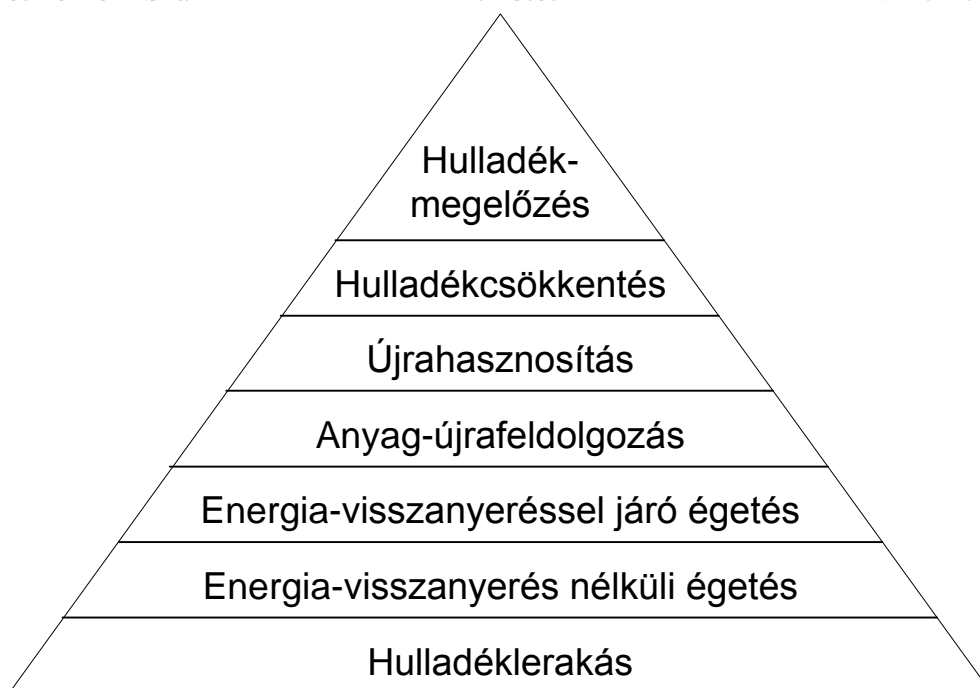 Hulladék-
megelőzés
Hulladékcsökkentés
Újrahasznosítás
Anyag-újrafeldolgozás
Energia-visszanyeréssel járó égetés
Energia-visszanyerés nélküli égetés
Hulladéklerakás